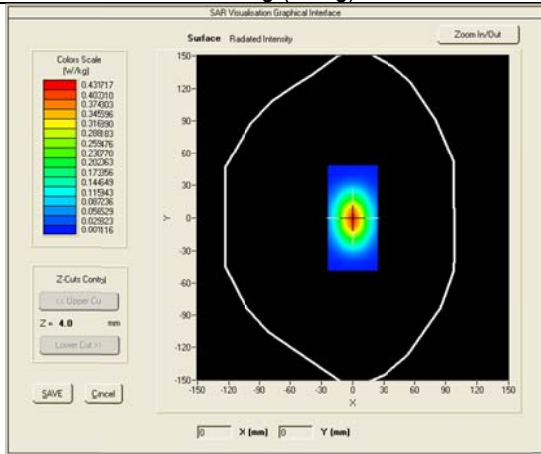 SAR Visualisation Graphical Interface
Surface Radiated Intensity
Zoom In/Out
Colors Scale
(W/kg)
0.431717
0.403010
0.374303
0.345596
0.316890
0.288183
0.259476
0.230770
0.202063
0.173356
0.144649
0.115943
0.087236
0.058529
0.029823
0.001116
150
120
90
60
30
0
-30
-60
-90
-120
-150
Y
-150 -120 -90 -60 -30 0 30 60 90 120 150
X
Z-Cuts Control
<< Upper Cu
Z = 4.0 mm
Lower Cut >>
SAVE Cancel
0 X (mm) 0 Y (mm)